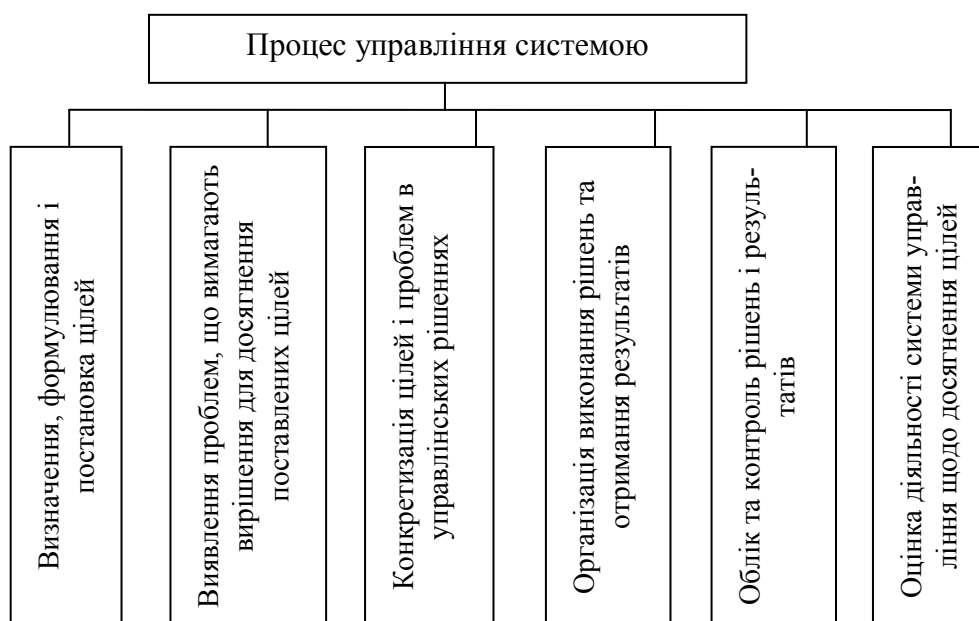 Процес управління системою
Визначення, формулювання і
постановка цілей
Виявлення проблем, що вимагають
вирішення для досягнення
поставлених цілей
Конкретизація цілей і проблем в
управлінських рішеннях
Організація виконання рішень та
отримання результатів
Облік та контроль рішень і резуль-
татів
Оцінка діяльності системи управ-
ління щодо досягнення цілей